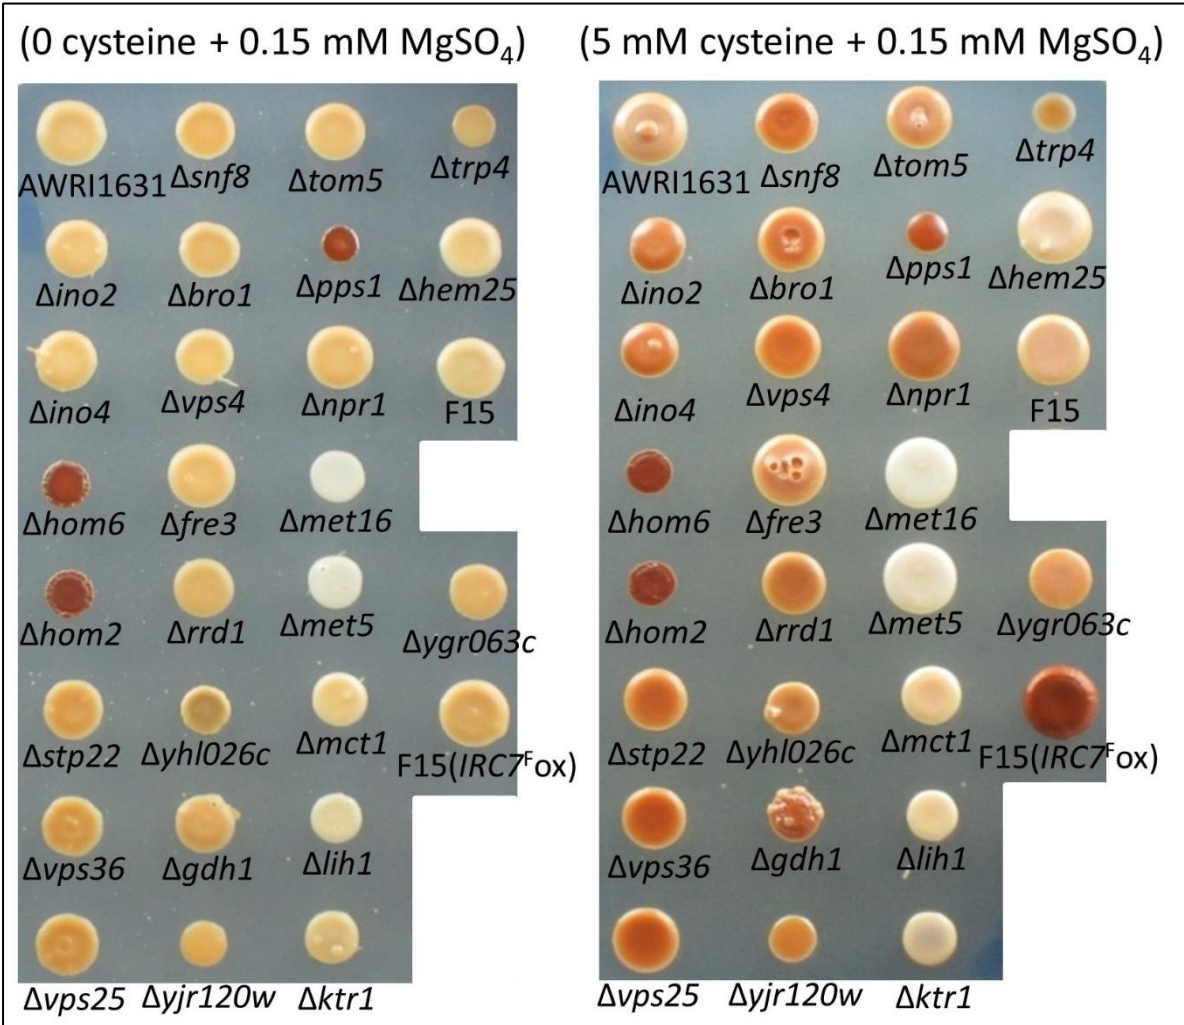 (0 cysteine + 0.15 mM MgSO₄)
AWRI1631 Δsnf8 Δtom5 Δtrp4
Δino2 Δbro1 Δpps1 Δhem25
Δino4 Δvps4 Δnpr1 F15
Δhom6 Δfre3 Δmet16
Δhom2 Δrrd1 Δmet5 Δygr063c
Δstp22 Δyhl026c Δmct1 F15(IRC7ᶠox)
Δvps36 Δgdh1 Δlih1
Δvps25 Δyjr120w Δktr1
(5 mM cysteine + 0.15 mM MgSO₄)
AWRI1631 Δsnf8 Δtom5 Δtrp4
Δino2 Δbro1 Δpps1 Δhem25
Δino4 Δvps4 Δnpr1 F15
Δhom6 Δfre3 Δmet16
Δhom2 Δrrd1 Δmet5 Δygr063c
Δstp22 Δyhl026c Δmct1 F15(IRC7ᶠox)
Δvps36 Δgdh1 Δlih1
Δvps25 Δyjr120w Δktr1